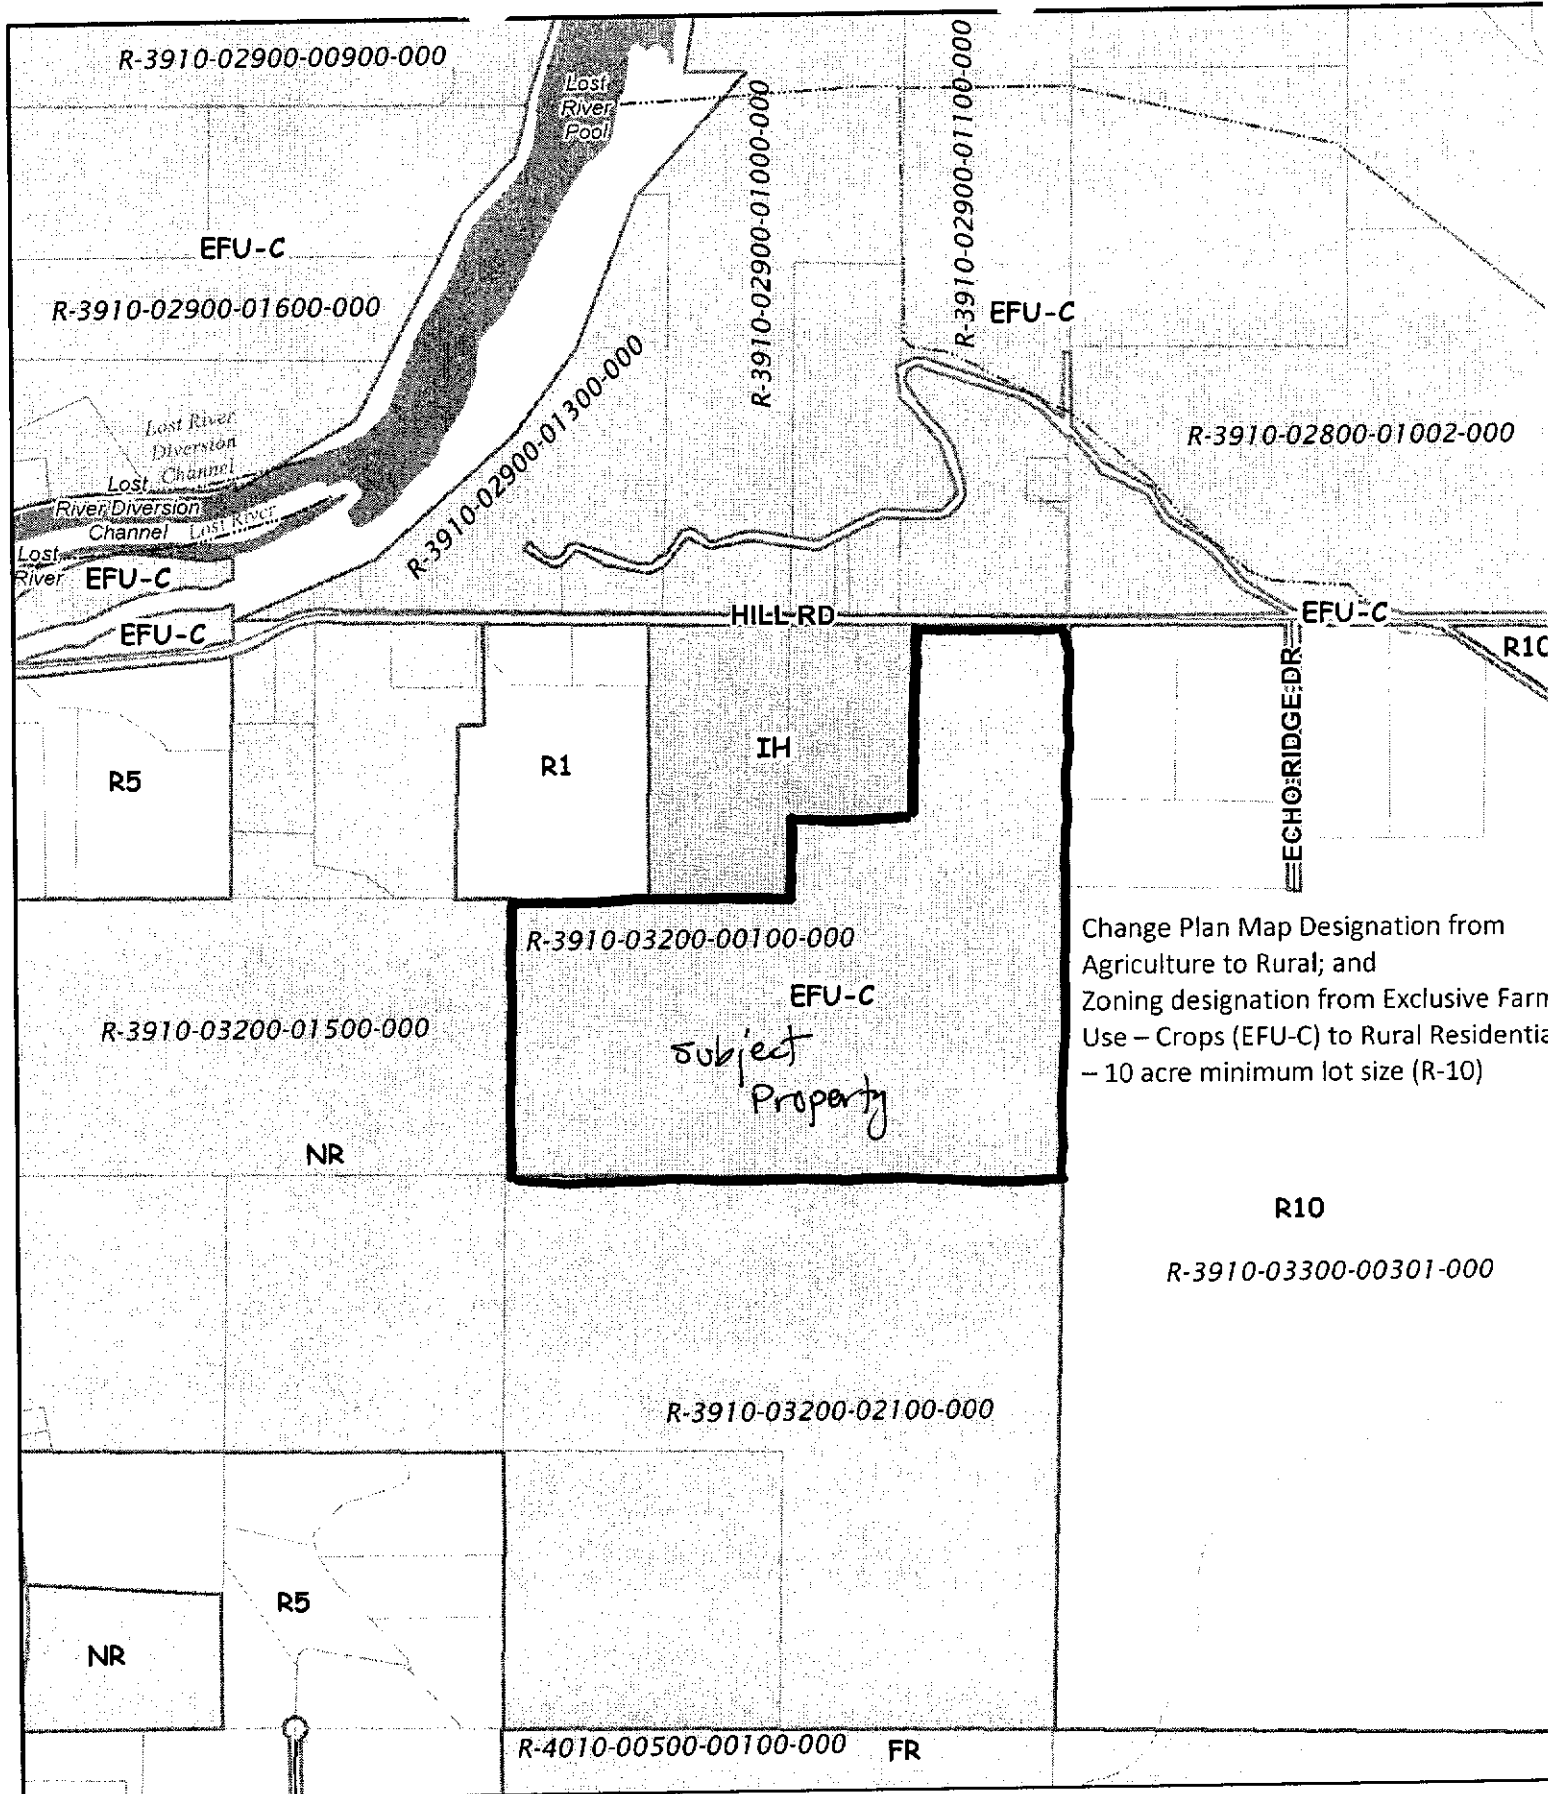 R-3910-02900-00900-000
Lost
River
Pool
R-3910-02900-01000-000
R-3910-02900-01100-000
EFU-C
R-3910-02900-01600-000
EFU-C
R-3910-02900-01300-000
Lost River
Diversion
Channel
R-3910-02800-01002-000
Lost
River Diversion
Channel
Lost River
Lost
River
EFU-C
EFU-C
HILL RD
EFU-C
R10
ECHO RIDGE DR
R5
R1
IH
R-3910-03200-00100-000
EFU-C
subject
Property
Change Plan Map Designation from
Agriculture to Rural; and
Zoning designation from Exclusive Farm
Use – Crops (EFU-C) to Rural Residentia
– 10 acre minimum lot size (R-10)
R-3910-03200-01500-000
NR
R10
R-3910-03300-00301-000
R-3910-03200-02100-000
R5
NR
R-4010-00500-00100-000
FR